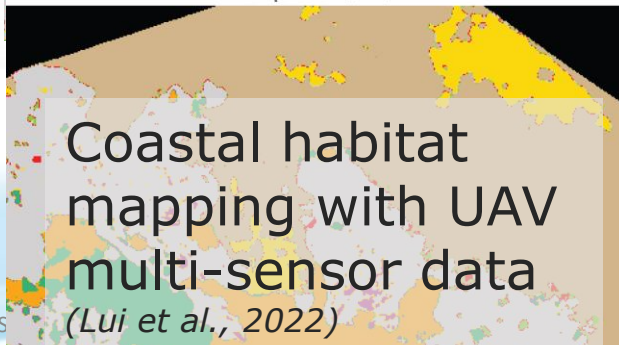 Coastal habitat
mapping with UAV
multi-sensor data
(Lui et al., 2022)